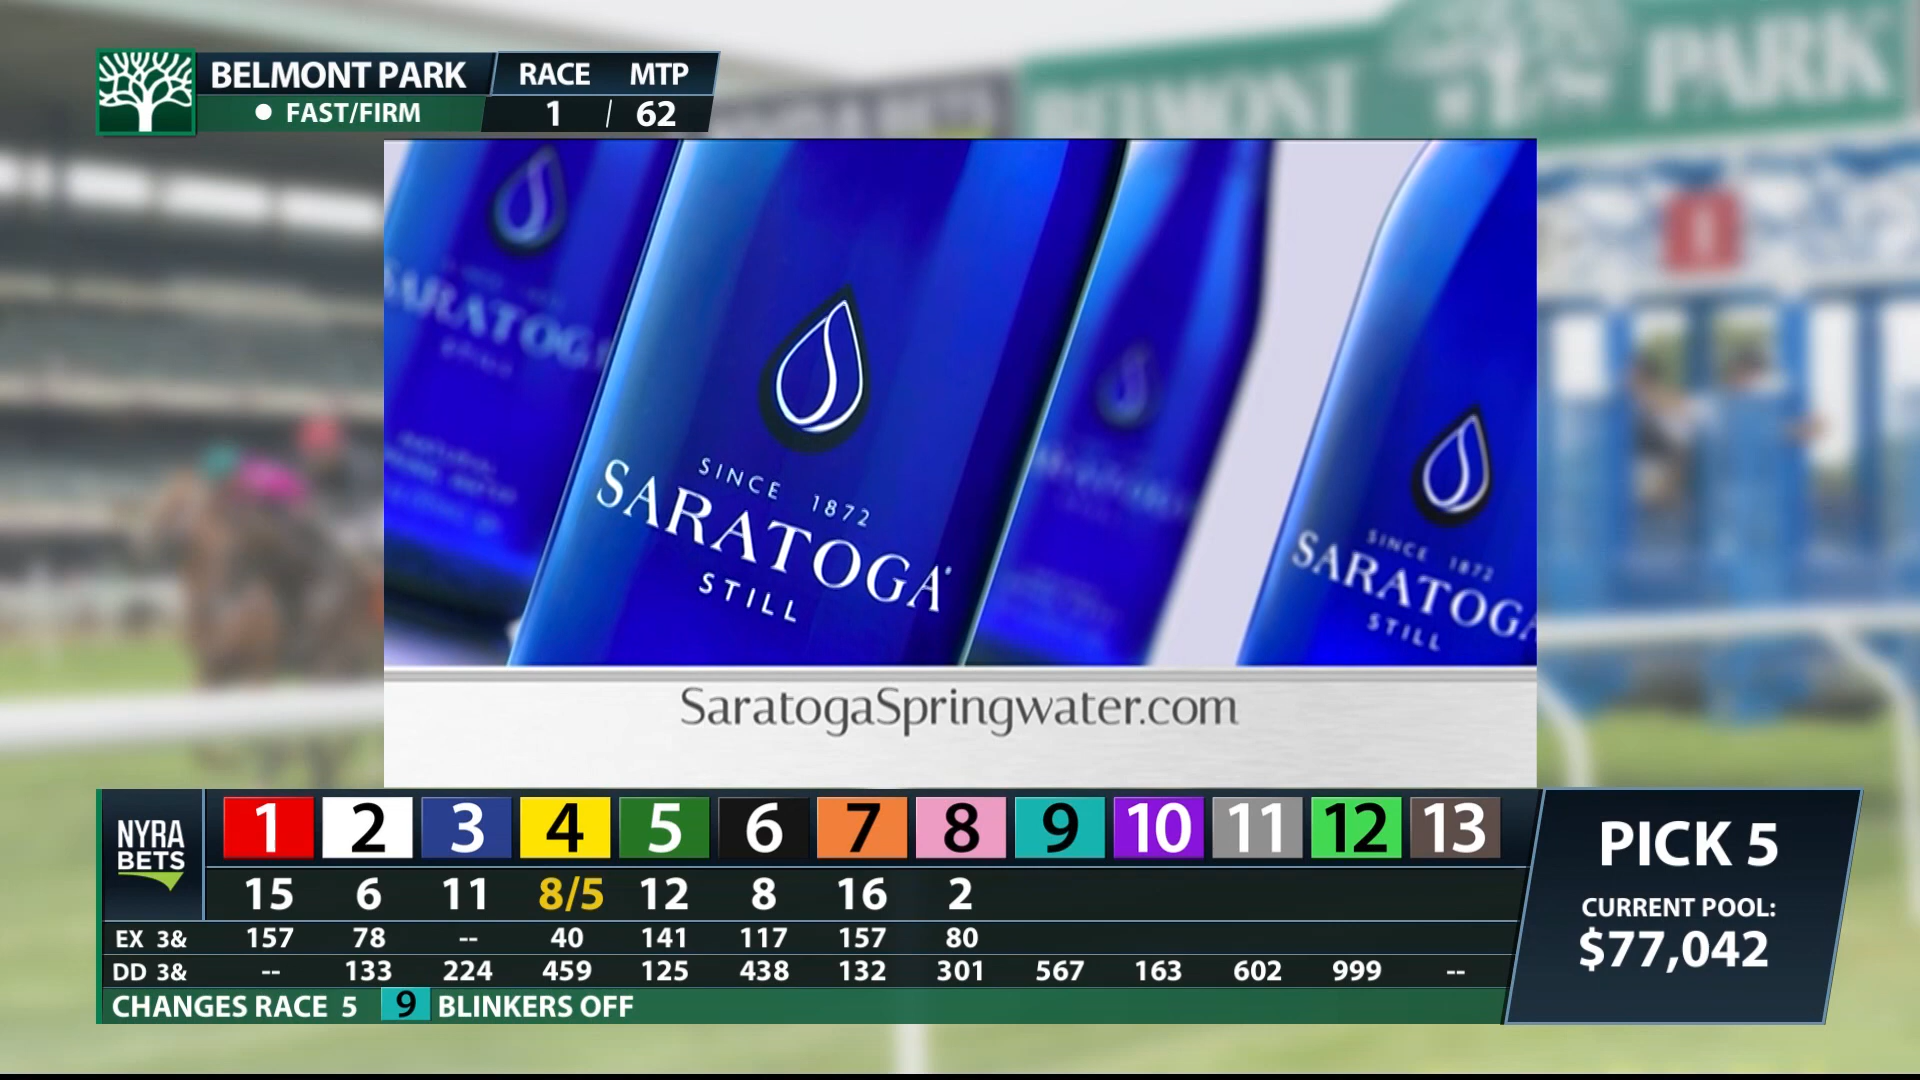 BELMONT PARK
RACE MTP
FAST/FIRM
1 / 62
BELMONT PARK
SARATOGA
STILL
SINCE 1872
SARATOGA
STILL
SINCE 1872
SARATOGA
STILL
SaratogaSpringwater.com
NYRA BETS
1 2 3 4 5 6 7 8 9 10 11 12 13
15 6 11 8/5 12 8 16 2
EX 3& 157 78 -- 40 141 117 157 80
DD 3& -- 133 224 459 125 438 132 301 567 163 602 999 --
CHANGES RACE 5 9 BLINKERS OFF
PICK 5
CURRENT POOL:
$77,042